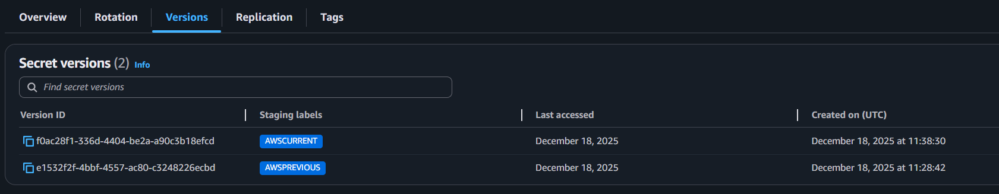 Overview Rotation Versions Replication Tags
Secret versions (2) Info
Find secret versions
Version ID Staging labels Last accessed Created on (UTC)
f0ac28f1-336d-4404-be2a-a90c3b18efcd AWSCURRENT December 18, 2025 December 18, 2025 at 11:38:30
e1532f2f-4bbf-4557-ac80-c3248226ecbd AWSPREVIOUS December 18, 2025 December 18, 2025 at 11:28:42